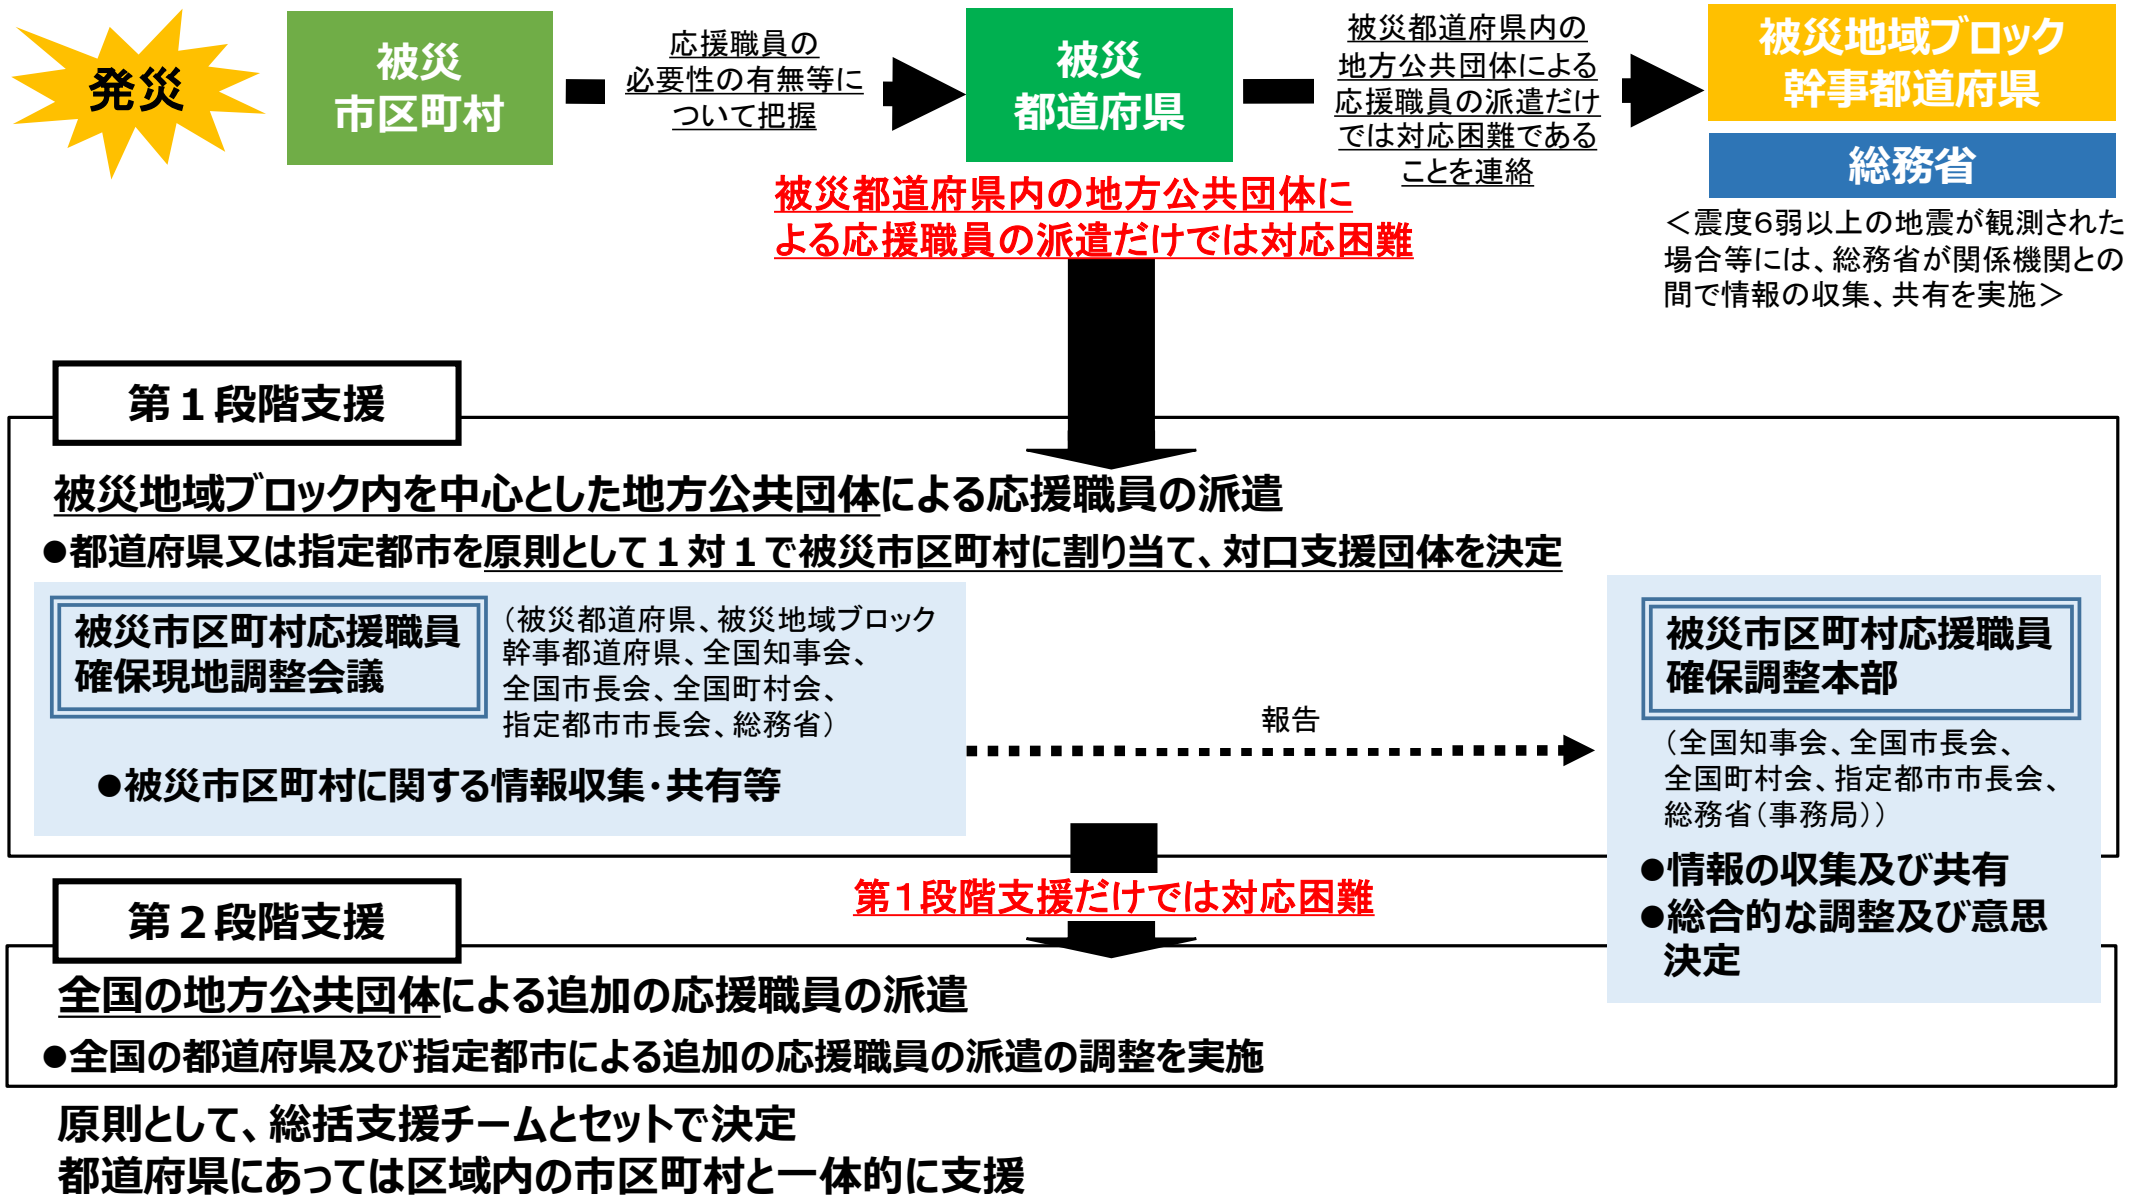 発災
被災
市区町村
応援職員の
必要性の有無等に
ついて把握
被災
都道府県
被災都道府県内の
地方公共団体による
応援職員の派遣だけ
では対応困難である
ことを連絡
被災地域ブロック
幹事都道府県
総務省
＜震度６弱以上の地震が観測された
場合等には、総務省が関係機関との
間で情報の収集、共有を実施＞
被災都道府県内の地方公共団体に
よる応援職員の派遣だけでは対応困難
第１段階支援
被災地域ブロック内を中心とした地方公共団体による応援職員の派遣
●都道府県又は指定都市を原則として１対１で被災市区町村に割り当て、対口支援団体を決定
被災市区町村応援職員
確保現地調整会議
（被災都道府県、被災地域ブロック
幹事都道府県、全国知事会、
全国市長会、全国町村会、
指定都市市長会、総務省）
●被災市区町村に関する情報収集・共有等
報告
被災市区町村応援職員
確保調整本部
（全国知事会、全国市長会、
全国町村会、指定都市市長会、
総務省（事務局））
●情報の収集及び共有
●総合的な調整及び意思
決定
第１段階支援だけでは対応困難
第２段階支援
全国の地方公共団体による追加の応援職員の派遣
●全国の都道府県及び指定都市による追加の応援職員の派遣の調整を実施
原則として、総括支援チームとセットで決定
都道府県にあっては区域内の市区町村と一体的に支援